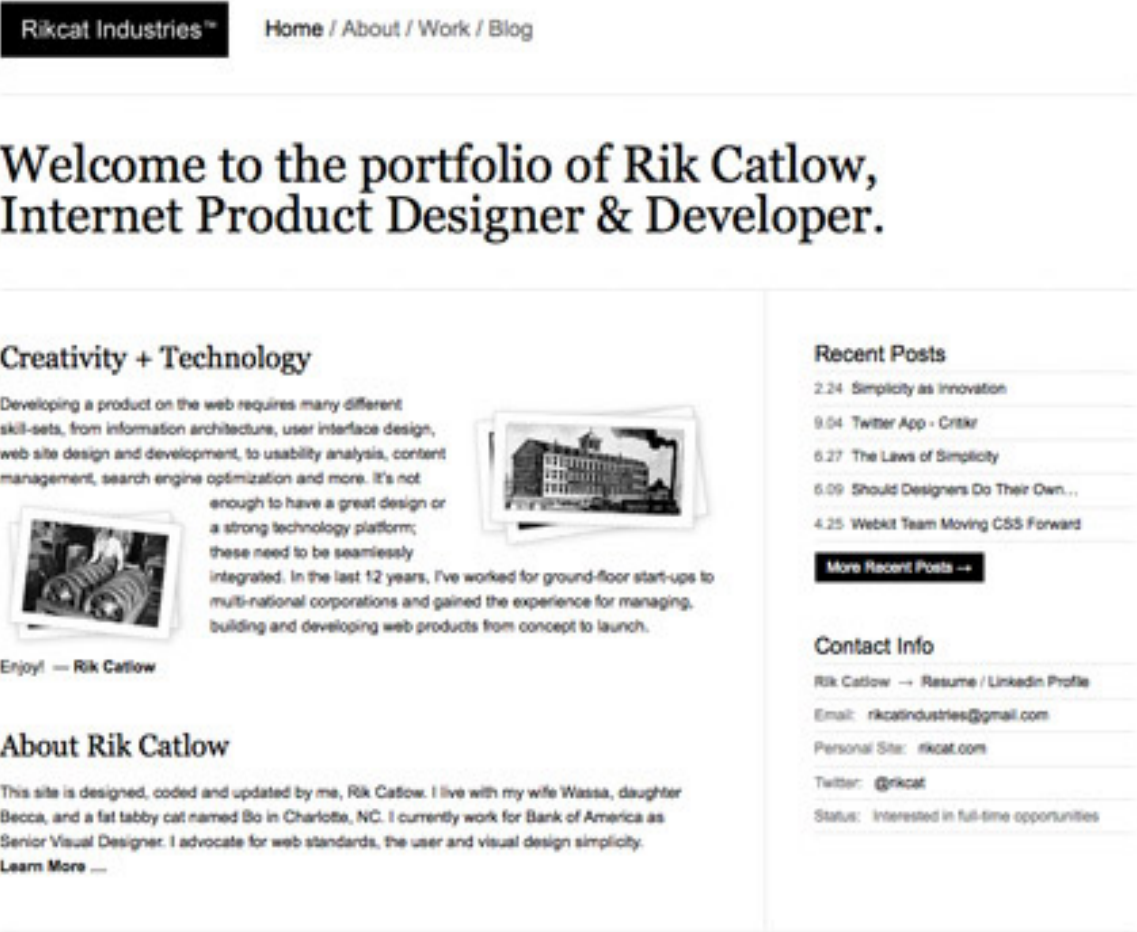 Rikcat Industries™
Home / About / Work / Blog
Welcome to the portfolio of Rik Catlow,
Internet Product Designer & Developer.
Creativity + Technology
Developing a product on the web requires many different
skill-sets, from information architecture, user interface design,
web site design and development, to usability analysis, content
management, search engine optimization and more. It's not
enough to have a great design or
a strong technology platform;
these need to be seamlessly
integrated. In the last 12 years, I've worked for ground-floor start-ups to
multi-national corporations and gained the experience for managing,
building and developing web products from concept to launch.
Enjoy! — Rik Catlow
About Rik Catlow
This site is designed, coded and updated by me, Rik Catlow. I live with my wife Wassa, daughter
Becca, and a fat tabby cat named Bo in Charlotte, NC. I currently work for Bank of America as
Senior Visual Designer. I advocate for web standards, the user and visual design simplicity.
Learn More ....
Recent Posts
2.24 Simplicity as Innovation
9.04 Twitter App - Critikr
6.27 The Laws of Simplicity
6.09 Should Designers Do Their Own...
4.25 Webkit Team Moving CSS Forward
More Recent Posts →
Contact Info
Rik Catlow → Resume / Linkedin Profile
Email: rikcatindustries@gmail.com
Personal Site: rikcat.com
Twitter: @rikcat
Status: Interested in full-time opportunities